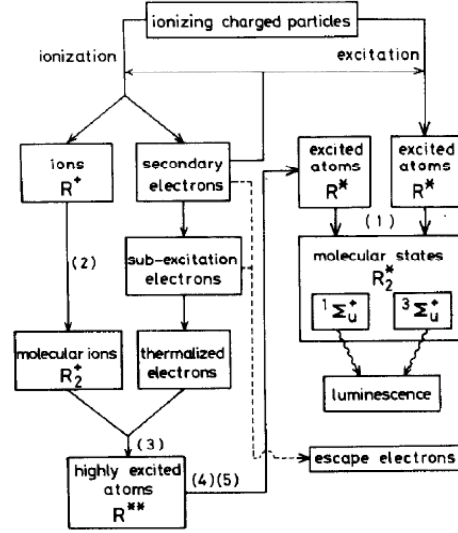 ionizing charged particles
ionization
excitation
ions
R⁺
secondary
electrons
excited
atoms
R*
excited
atoms
R*
(1)
(2)
sub-excitation
electrons
molecular states
R₂*
¹Σᵤ⁺
³Σᵤ⁺
molecular ions
R₂⁺
thermalized
electrons
luminescence
(3)
highly excited
atoms
R**
(4)(5)
escape electrons